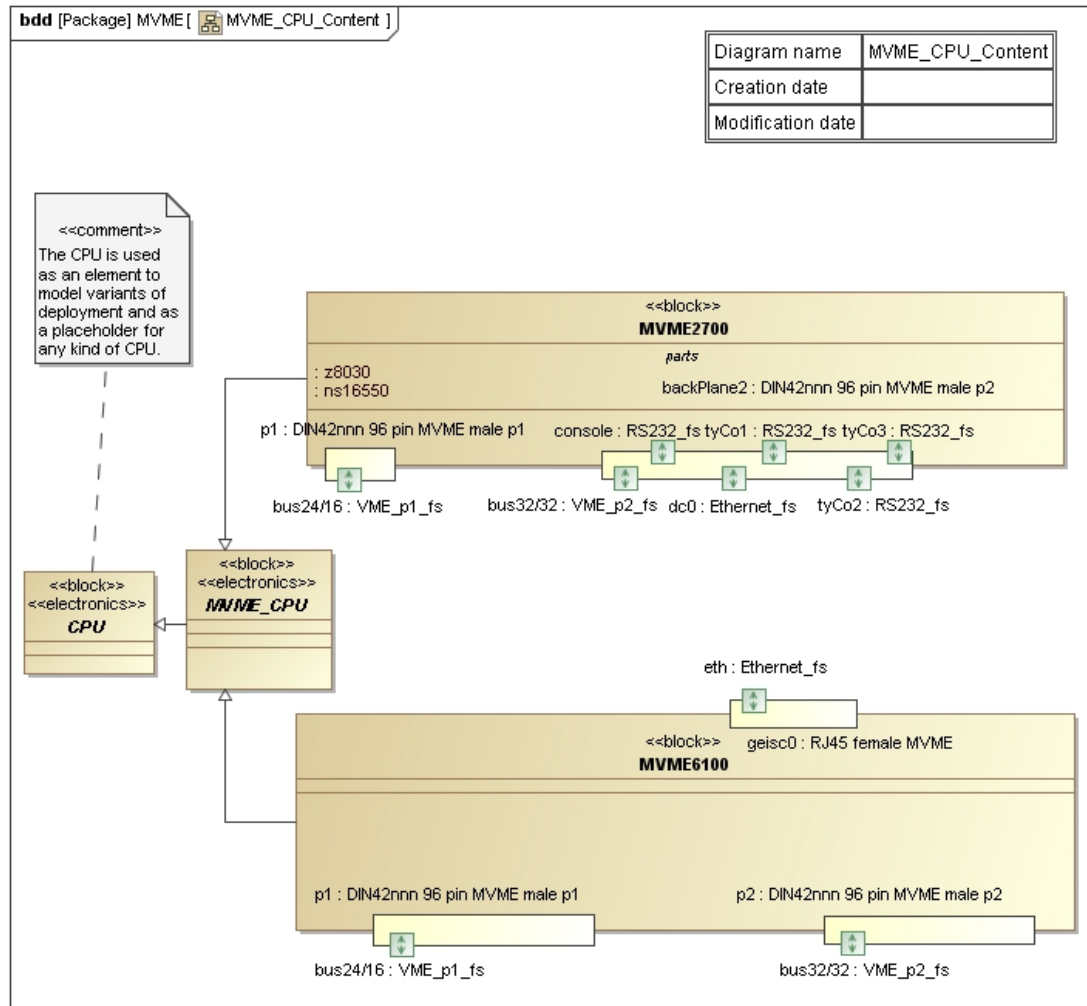 bdd [Package] MVME [ MVME_CPU_Content ]
Diagram name MVME_CPU_Content
Creation date
Modification date
<<comment>>
The CPU is used
as an element to
model variants of
deployment and as
a placeholder for
any kind of CPU.
<<block>>
MVME2700
parts
: z8030
: ns16550
backPlane2 : DIN42nnn 96 pin MVME male p2
p1 : DIN42nnn 96 pin MVME male p1
console : RS232_fs tyCo1 : RS232_fs tyCo3 : RS232_fs
bus24/16 : VME_p1_fs
bus32/32 : VME_p2_fs dc0 : Ethernet_fs tyCo2 : RS232_fs
<<block>>
<<electronics>>
MVME_CPU
<<block>>
<<electronics>>
CPU
eth : Ethernet_fs
<<block>>
MVME6100
geisc0 : RJ45 female MVME
p1 : DIN42nnn 96 pin MVME male p1
p2 : DIN42nnn 96 pin MVME male p2
bus24/16 : VME_p1_fs
bus32/32 : VME_p2_fs